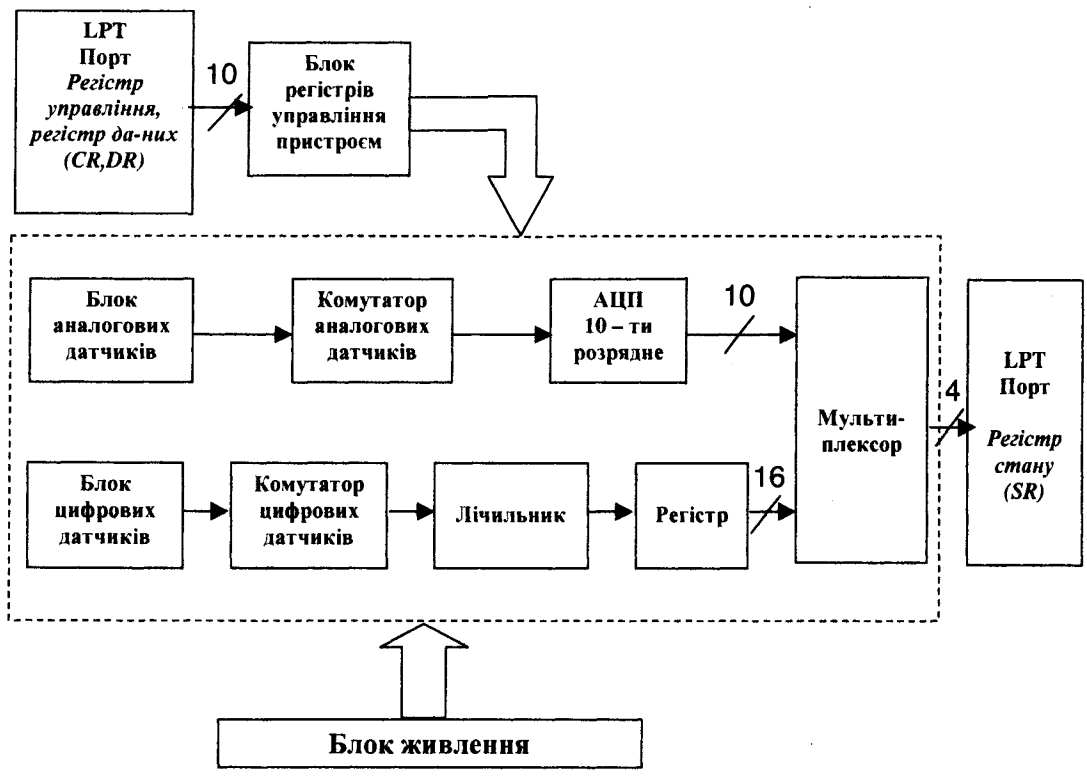 LPT
Порт
Регістр
управління,
регістр да-них
(CR,DR)
10
Блок
регістрів
управління
пристроєм
Блок
аналогових
датчиків
Комутатор
аналогових
датчиків
АЦП
10 – ти
розрядне
10
Мульти-
плексор
4
LPT
Порт
Регістр
стану
(SR)
Блок
цифрових
датчиків
Комутатор
цифрових
датчиків
Лічильник
Регістр
16
Блок живлення